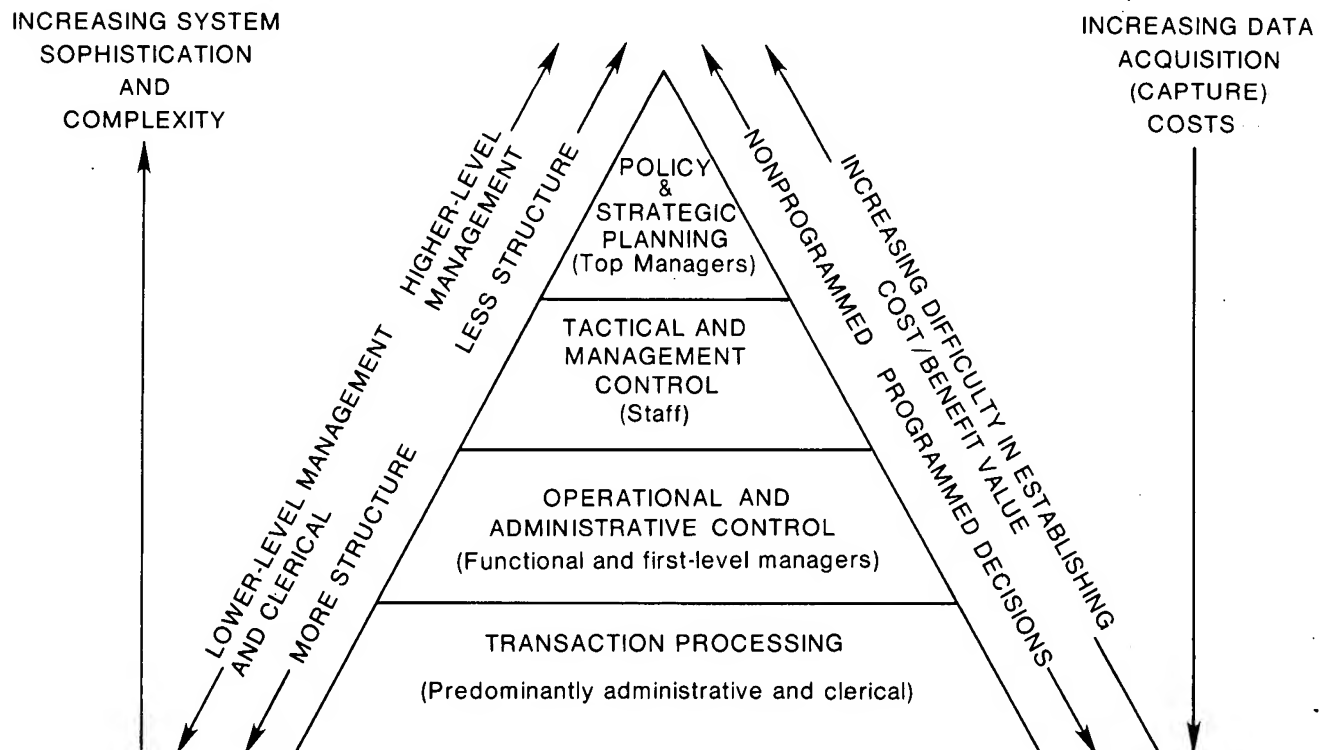 INCREASING SYSTEM
SOPHISTICATION
AND
COMPLEXITY
INCREASING DATA
ACQUISITION
(CAPTURE)
COSTS
HIGHER-LEVEL
MANAGEMENT
LESS STRUCTURE
LOWER-LEVEL MANAGEMENT
AND CLERICAL
MORE STRUCTURE
POLICY
&
STRATEGIC
PLANNING
(Top Managers)
TACTICAL AND
MANAGEMENT
CONTROL
(Staff)
OPERATIONAL AND
ADMINISTRATIVE CONTROL
(Functional and first-level managers)
TRANSACTION PROCESSING
(Predominantly administrative and clerical)
NONPROGRAMMED
PROGRAMMED DECISIONS
INCREASING DIFFICULTY IN ESTABLISHING
COST/BENEFIT VALUE